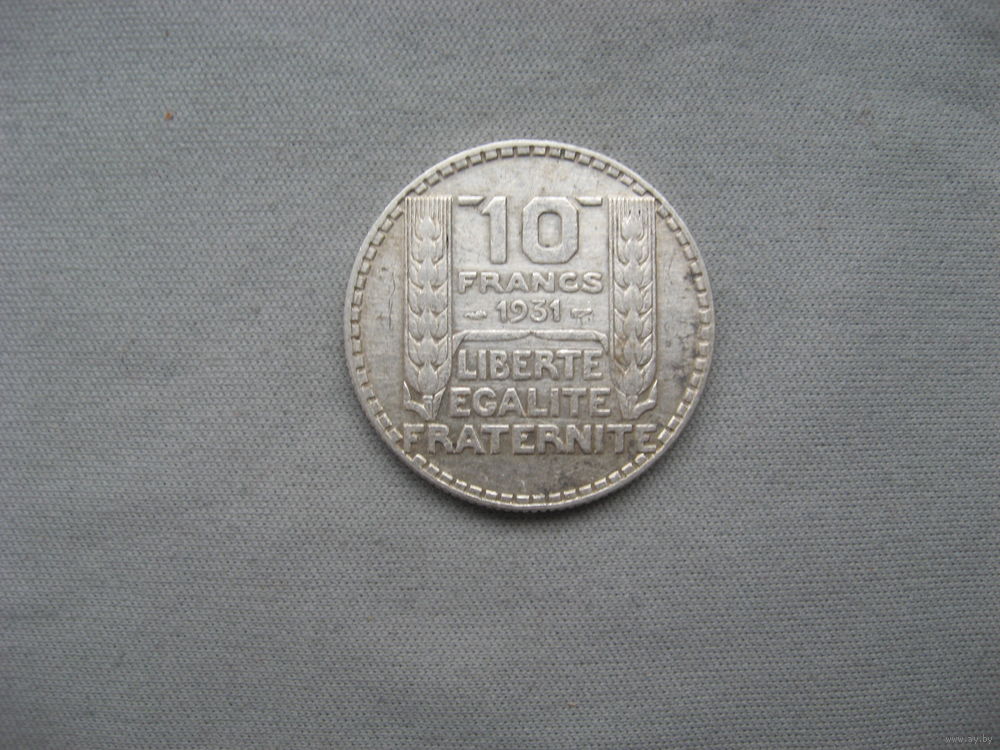 10
FRANCS
1931
LIBERTE
EGALITE
FRATERNITE
www.ay.by